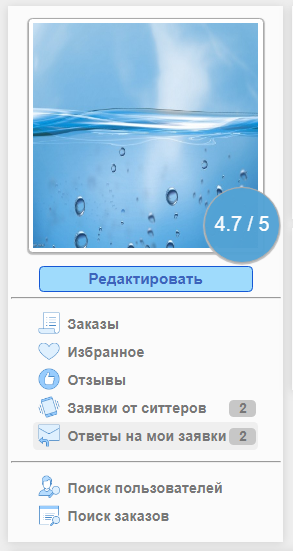 4.7 / 5
Редактировать
Заказы
Избранное
Отзывы
Заявки от ситтеров 2
Ответы на мои заявки 2
Поиск пользователей
Поиск заказов